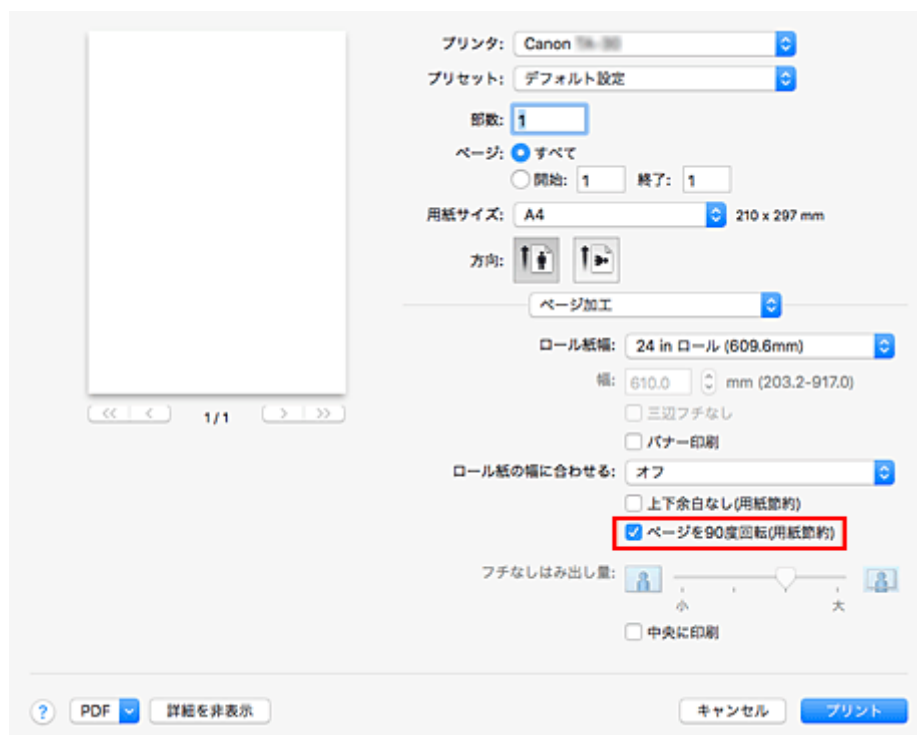 プリンタ: Canon
プリセット: デフォルト設定
部数: 1
ページ: すべて
開始: 1 終了: 1
用紙サイズ: A4 210 x 297 mm
方向:
ページ加工
ロール紙幅: 24 in ロール (609.6mm)
幅: 610.0 mm (203.2-917.0)
三辺フチなし
バナー印刷
ロール紙の幅に合わせる: オフ
上下余白なし(用紙節約)
ページを90度回転(用紙節約)
フチなしはみ出し量:
小 大
中央に印刷
<< < 1/1 > >>
? PDF 詳細を非表示 キャンセル プリント